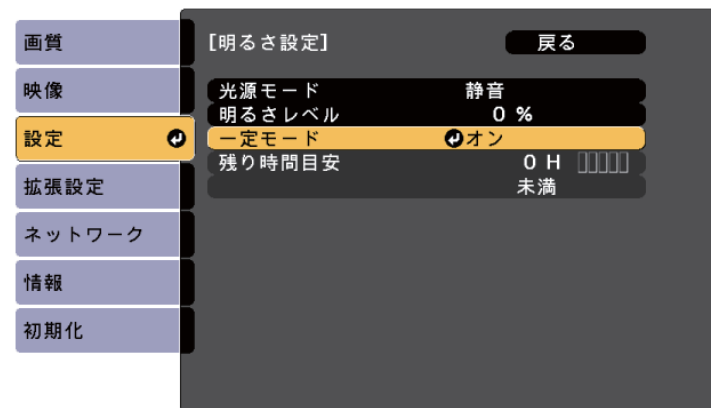 画質
映像
設定
拡張設定
ネットワーク
情報
初期化
[明るさ設定] 戻る
光源モード 静音
明るさレベル 0 %
一定モード オン
残り時間目安 0 H
未満